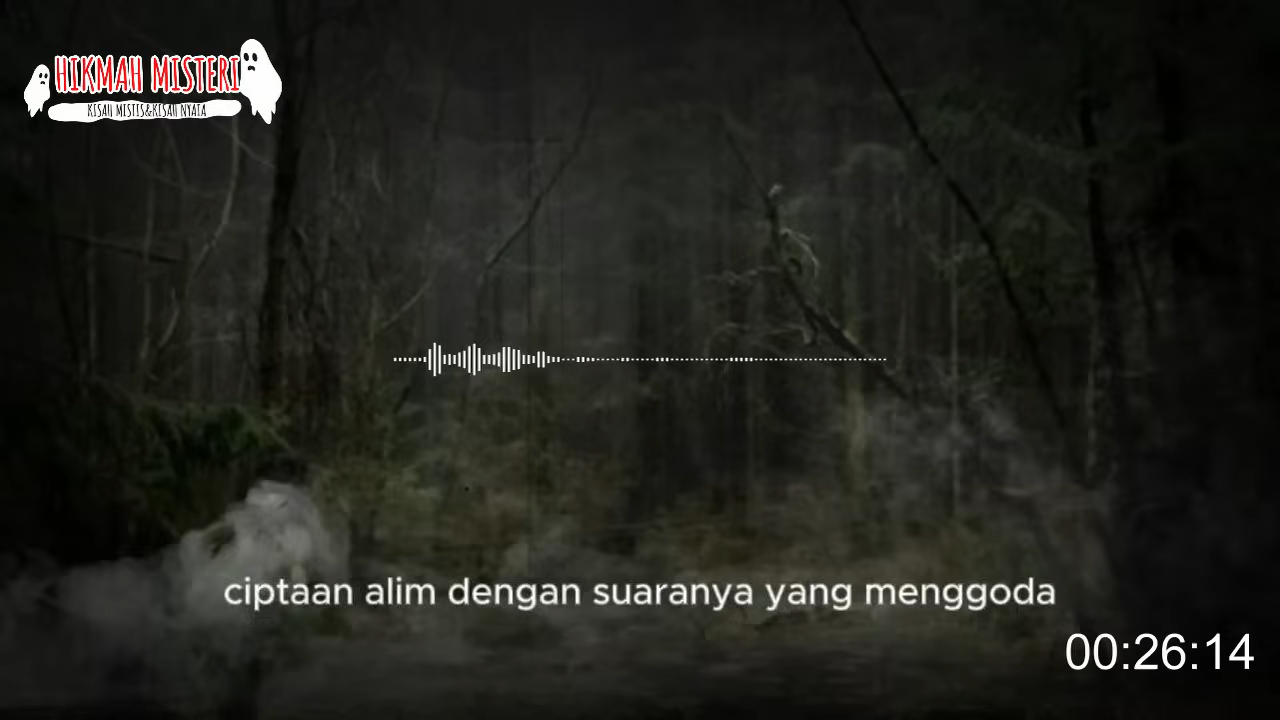 HIKMAH MISTERI
KISAH MISTIS&KISAH NYATA
ciptaan alim dengan suaranya yang menggoda
00:26:14